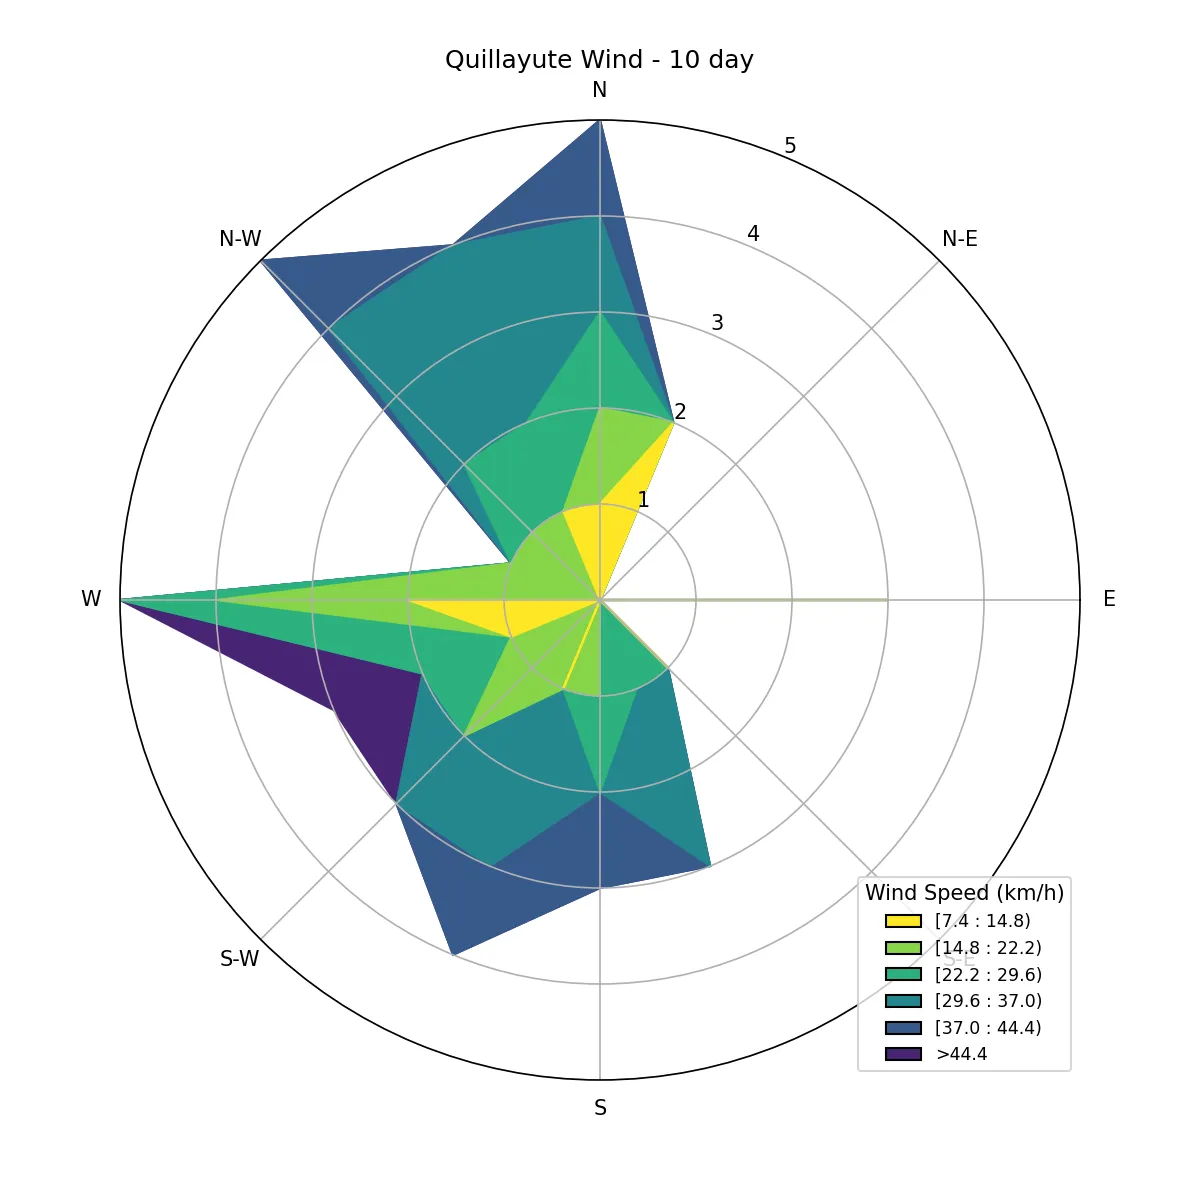 Quillayute Wind - 10 day
N
5
N-W
4
N-E
3
2
1
W
E
S-W
S-E
S
Wind Speed (km/h)
[7.4 : 14.8)
[14.8 : 22.2)
[22.2 : 29.6)
[29.6 : 37.0)
[37.0 : 44.4)
>44.4